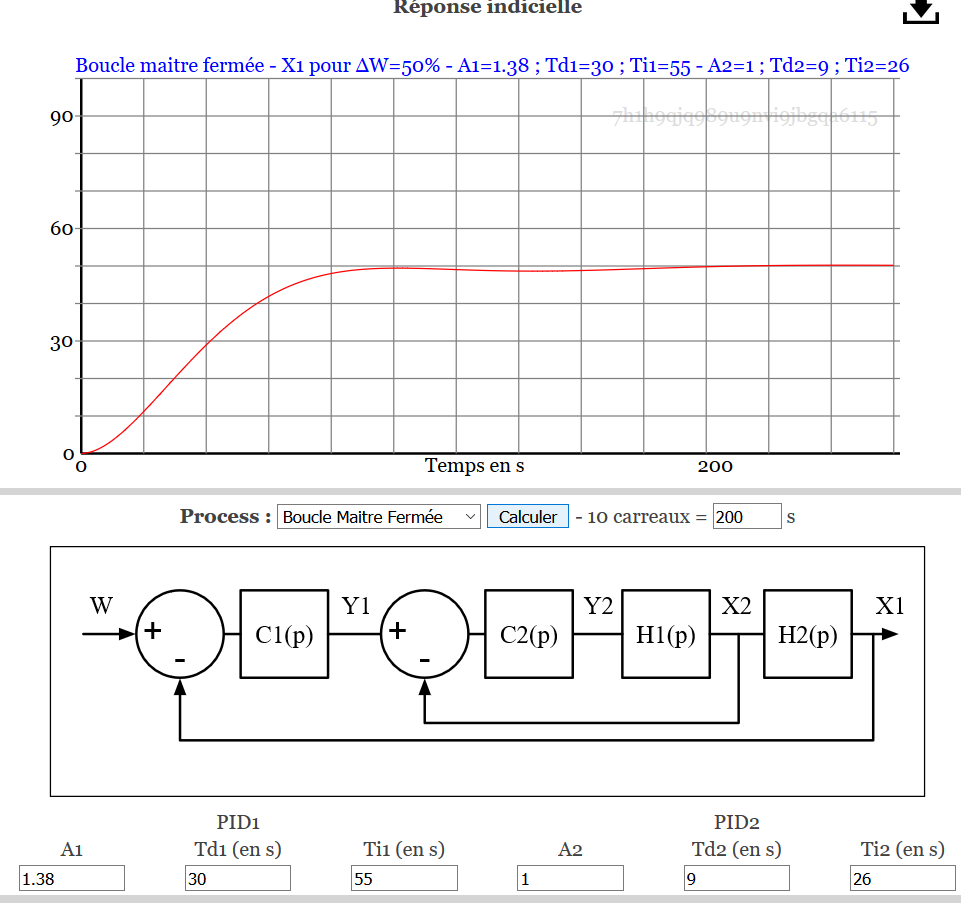 Réponse indicielle
Boucle maitre fermée - X1 pour ΔW=50% - A1=1.38 ; Td1=30 ; Ti1=55 - A2=1 ; Td2=9 ; Ti2=26
7h1h9qjq989u9nvi9jbgqa6115
90
60
30
0
0 Temps en s 200
Process : Boucle Maitre Fermée Calculer - 10 carreaux = 200 s
W Y1 Y2 X2 X1
+ C1(p) + C2(p) H1(p) H2(p)
- -
PID1 PID2
A1 Td1 (en s) Ti1 (en s) A2 Td2 (en s) Ti2 (en s)
1.38 30 55 1 9 26